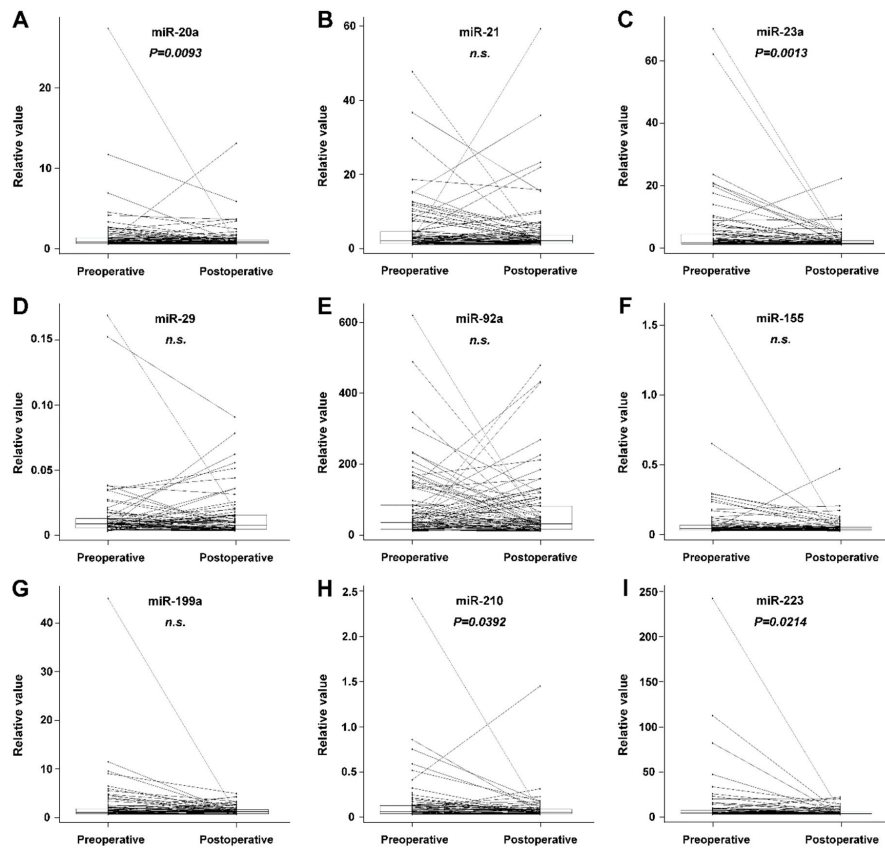 A
miR-20a
P=0.0093
Relative value
20
10
0
Preoperative Postoperative
B
miR-21
n.s.
Relative value
60
40
20
0
Preoperative Postoperative
C
miR-23a
P=0.0013
Relative value
60
40
20
0
Preoperative Postoperative
D
miR-29
n.s.
Relative value
0.15
0.10
0.05
0
Preoperative Postoperative
E
miR-92a
n.s.
Relative value
600
400
200
0
Preoperative Postoperative
F
miR-155
n.s.
Relative value
1.5
1.0
0.5
0
Preoperative Postoperative
G
miR-199a
n.s.
Relative value
40
30
20
10
0
Preoperative Postoperative
H
miR-210
P=0.0392
Relative value
2.5
2.0
1.5
1.0
0.5
0
Preoperative Postoperative
I
miR-223
P=0.0214
Relative value
250
200
150
100
50
0
Preoperative Postoperative